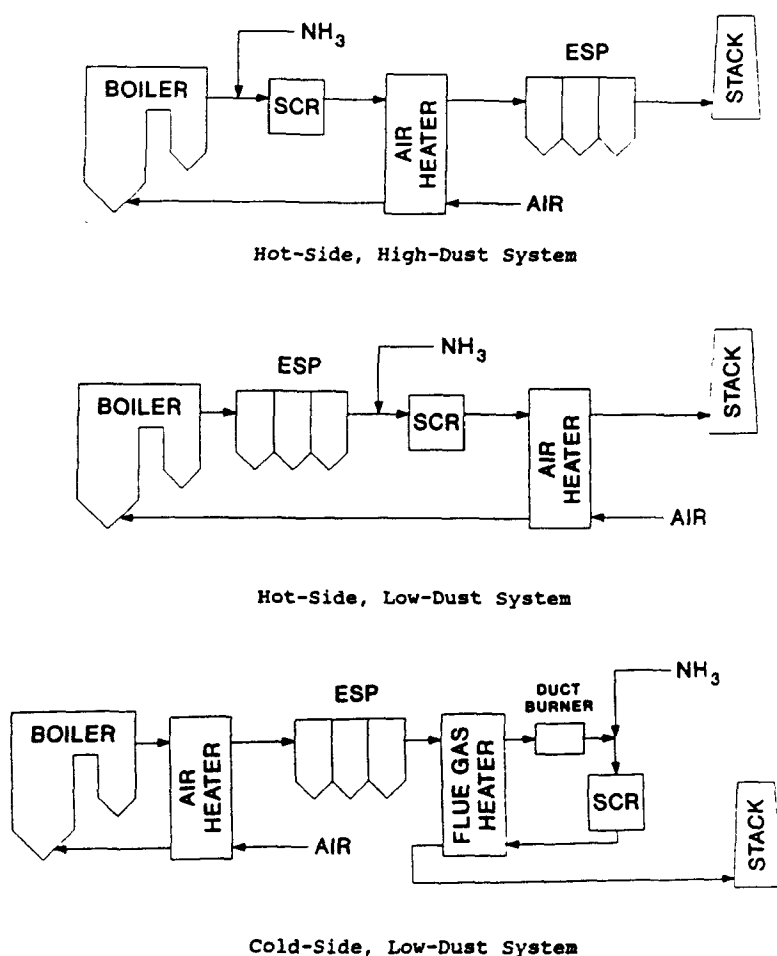 NH3
BOILER
SCR
AIR HEATER
ESP
STACK
AIR
Hot-Side, High-Dust System
BOILER
ESP
NH3
SCR
AIR HEATER
STACK
AIR
Hot-Side, Low-Dust System
BOILER
AIR HEATER
AIR
ESP
FLUE GAS HEATER
DUCT BURNER
NH3
SCR
STACK
Cold-Side, Low-Dust System